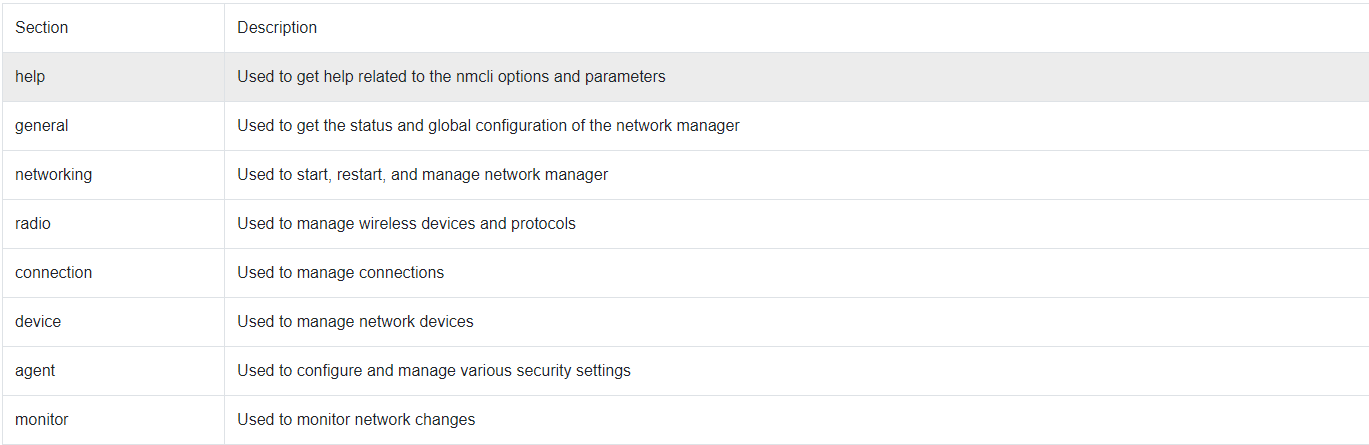 Section Description
help Used to get help related to the nmcli options and parameters
general Used to get the status and global configuration of the network manager
networking Used to start, restart, and manage network manager
radio Used to manage wireless devices and protocols
connection Used to manage connections
device Used to manage network devices
agent Used to configure and manage various security settings
monitor Used to monitor network changes